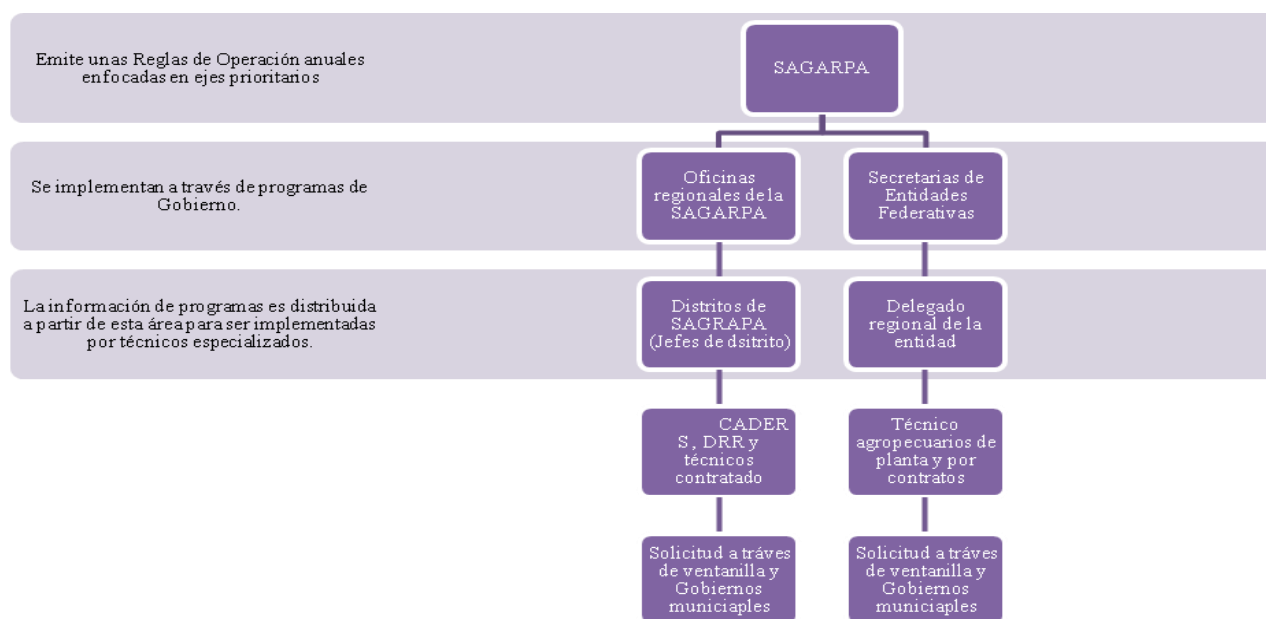 Emite unas Reglas de Operación anuales
enfocadas en ejes prioritarios
SAGARPA
Se implementan a través de programas de
Gobierno.
Oficinas
regionales de la
SAGARPA
Secretarias de
Entidades
Federativas
La información de programas es distribuida
a partir de esta área para ser implementadas
por técnicos especializados.
Distritos de
SAGRAPA
(Jefes de dsitrito)
Delegado
regional de la
entidad
CADER
S, DRR y
técnicos
contratado
Técnico
agropecuarios de
planta y por
contratos
Solicitud a tráves
de ventanilla y
Gobiernos
municiaples
Solicitud a tráves
de ventanilla y
Gobiernos
municiaples